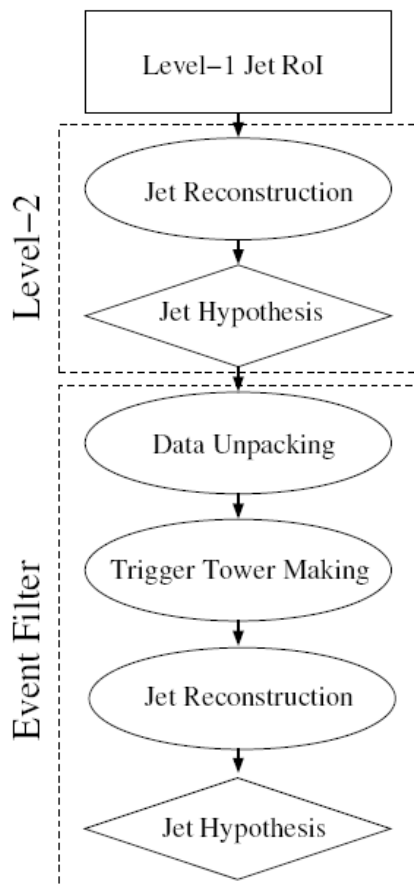 Level−1 Jet RoI
Level−2
Jet Reconstruction
Jet Hypothesis
Event Filter
Data Unpacking
Trigger Tower Making
Jet Reconstruction
Jet Hypothesis